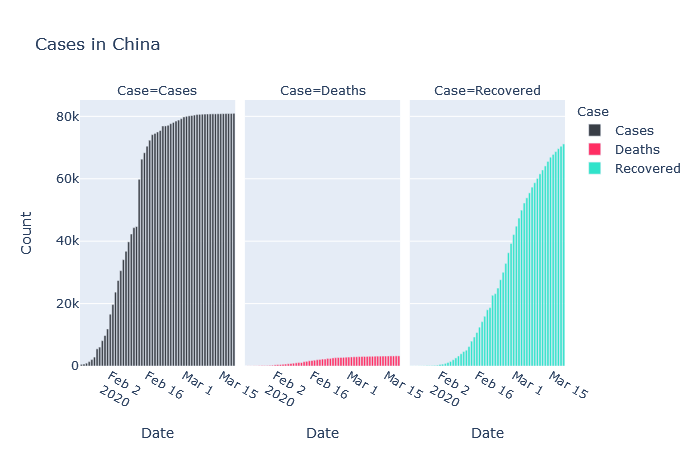 Cases in China
Case=Cases
Case=Deaths
Case=Recovered
Case
Cases
Deaths
Recovered
Count
80k
60k
40k
20k
0
Feb 2
2020
Feb 16
Mar 1
Mar 15
Feb 2
2020
Feb 16
Mar 1
Mar 15
Feb 2
2020
Feb 16
Mar 1
Mar 15
Date
Date
Date